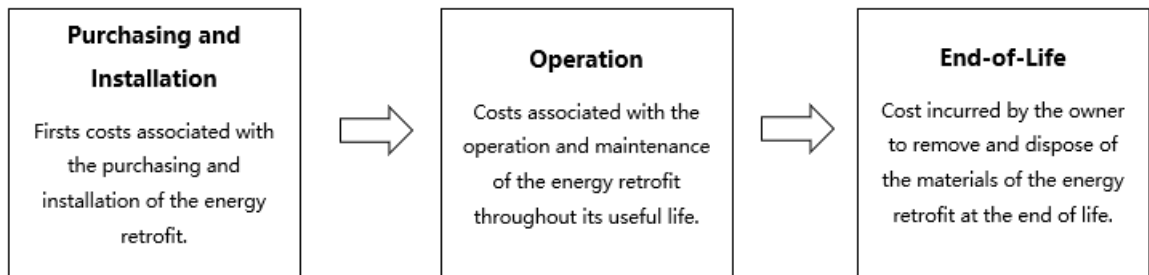 Purchasing and
Installation
Firsts costs associated with
the purchasing and
installation of the energy
retrofit.
Operation
Costs associated with the
operation and maintenance
of the energy retrofit
throughout its useful life.
End-of-Life
Cost incurred by the owner
to remove and dispose of
the materials of the energy
retrofit at the end of life.